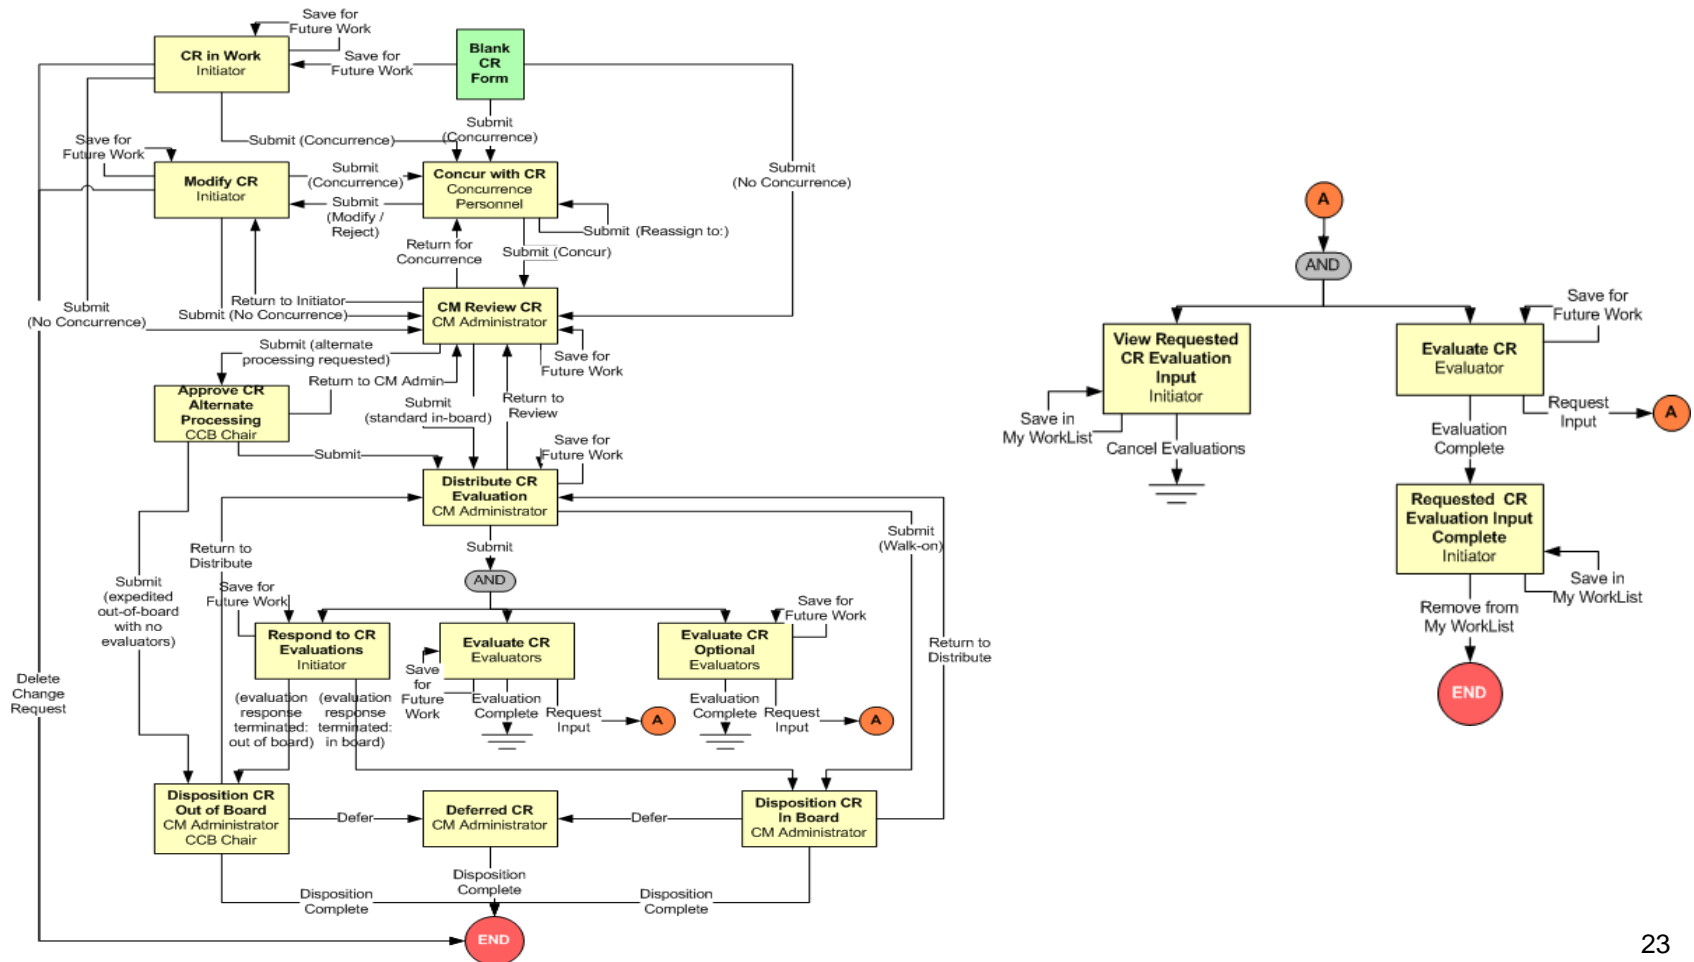 Save for
Future Work
CR in Work
Initiator
Save for
Future Work
Blank
CR
Form
Submit
(Concurrence)
Submit (Concurrence)
Save for
Future Work
Modify CR
Initiator
Submit
(Concurrence)
Submit
(Modify /
Reject)
Concur with CR
Concurrence
Personnel
Submit
(No Concurrence)
Submit (Reassign to:)
Return for
Concurrence
Submit (Concur)
Return to Initiator
Submit (No Concurrence)
Submit
(No Concurrence)
CM Review CR
CM Administrator
Submit (alternate
processing requested)
Save for
Future Work
Return to CM Admin
Approve CR
Alternate
Processing
CCB Chair
Submit
(standard in-board)
Return to
Review
Submit
Save for
Future Work
Distribute CR
Evaluation
CM Administrator
Submit
(Walk-on)
Return to
Distribute
Submit
AND
Submit
(expedited
out-of-board
with no
evaluators)
Save for
Future Work
Save for
Future Work
Respond to CR
Evaluations
Initiator
Evaluate CR
Evaluators
Evaluate CR
Optional
Evaluators
Return to
Distribute
Save
for
Future
Work
Delete
Change
Request
(evaluation
response
terminated:
out of board)
(evaluation
response
terminated:
in board)
Evaluation
Complete
Request
Input
A
Evaluation
Complete
Request
Input
A
Disposition CR
Out of Board
CM Administrator
CCB Chair
Defer
Deferred CR
CM Administrator
Defer
Disposition CR
In Board
CM Administrator
Disposition
Complete
Disposition
Complete
Disposition
Complete
END
A
AND
View Requested
CR Evaluation
Input
Initiator
Save for
Future Work
Evaluate CR
Evaluator
Save in
My WorkList
Cancel Evaluations
Request
Input
A
Evaluation
Complete
Requested CR
Evaluation Input
Complete
Initiator
Save in
My WorkList
Remove from
My WorkList
END
23